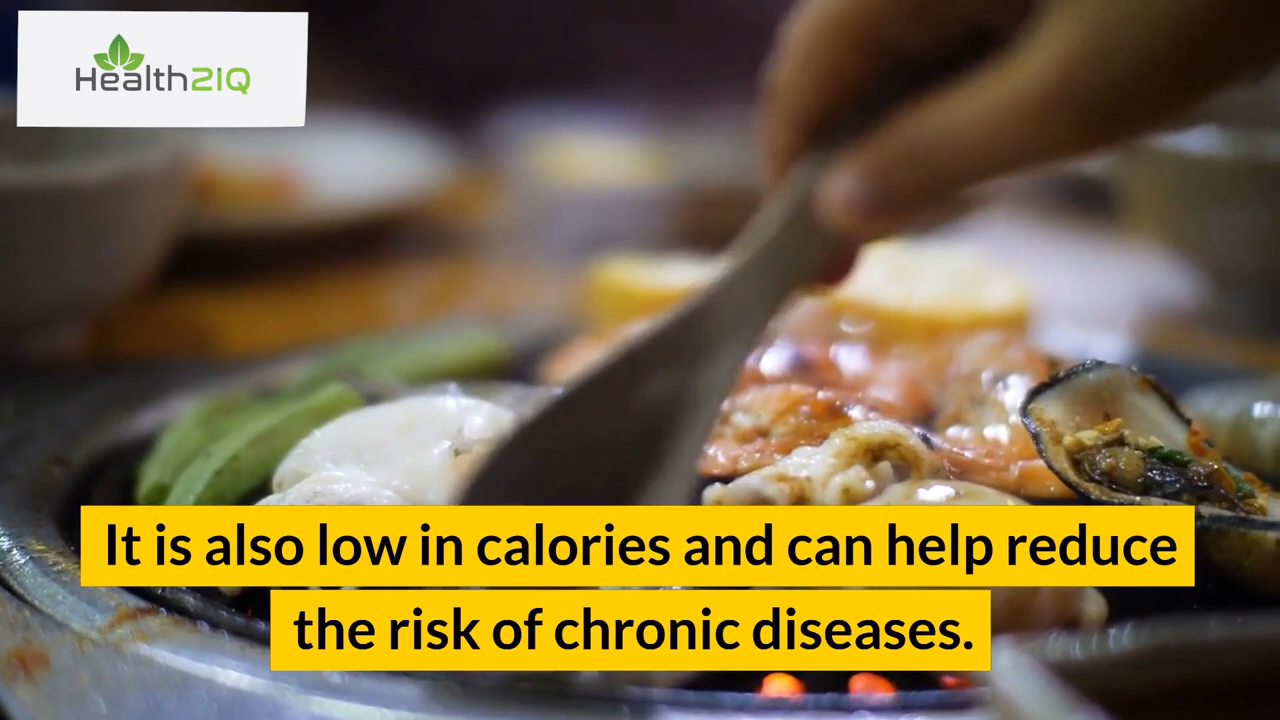 Health2IQ
It is also low in calories and can help reduce
the risk of chronic diseases.